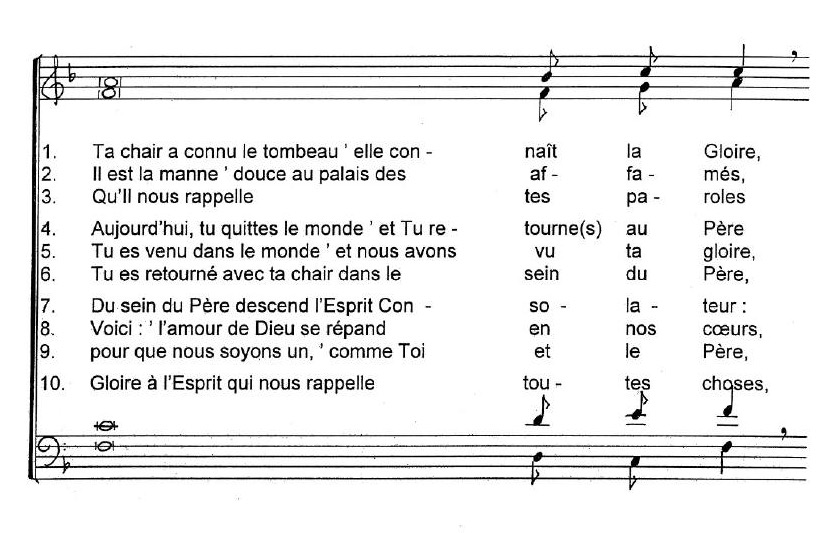 1. Ta chair a connu le tombeau ' elle con - naît la Gloire,
2. Il est la manne ' douce au palais des af - fa - més,
3. Qu'Il nous rappelle tes pa - roles
4. Aujourd'hui, tu quittes le monde ' et Tu re - tourne(s) au Père
5. Tu es venu dans le monde ' et nous avons vu ta gloire,
6. Tu es retourné avec ta chair dans le sein du Père,
7. Du sein du Père descend l'Esprit Con - so - la - teur :
8. Voici : ' l'amour de Dieu se répand en nos cœurs,
9. pour que nous soyons un, ' comme Toi et le Père,
10. Gloire à l'Esprit qui nous rappelle tou - tes choses,